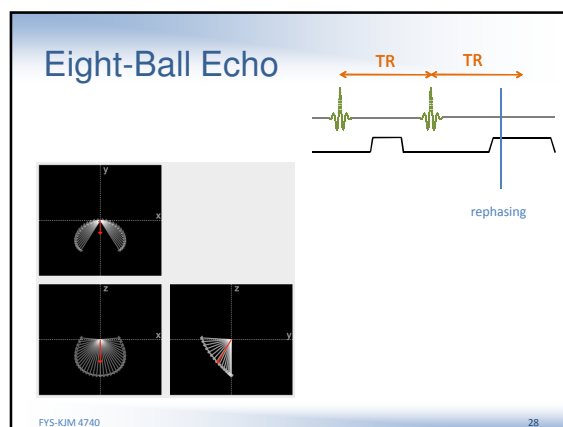 Eight-Ball Echo
TR TR
rephasing
y
x
z
x
z
y
FYS-KJM 4740
28